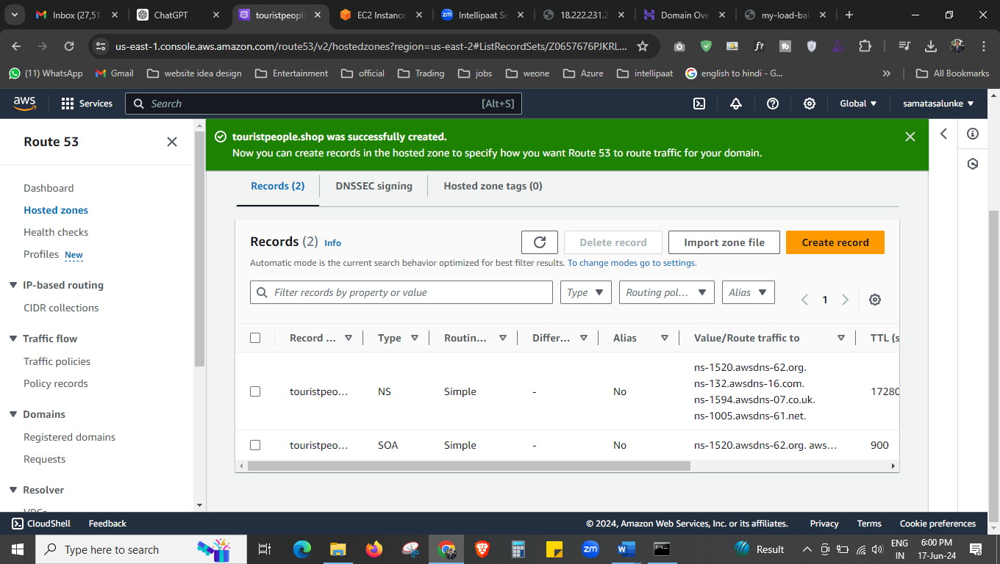 Inbox (27,51
ChatGPT
touristpeopl
EC2 Instance
zm
Intellipaat Se
18.222.231.2
Domain Ove
my-load-bal
us-east-1.console.aws.amazon.com/route53/v2/hostedzones?region=us-east-2#ListRecordSets/Z0657676PJKRL...
f?
tb
(11) WhatsApp
Gmail
website idea design
Entertainment
official
Trading
jobs
weone
Azure
intellipaat
english to hindi - G...
»
All Bookmarks
aws
Services
Search
[Alt+S]
Global
samatasalunke
Route 53
touristpeople.shop was successfully created.
Now you can create records in the hosted zone to specify how you want Route 53 to route traffic for your domain.
Dashboard
Hosted zones
Health checks
Profiles New
IP-based routing
CIDR collections
Traffic flow
Traffic policies
Policy records
Domains
Registered domains
Requests
Resolver
VPCs
Records (2)
DNSSEC signing
Hosted zone tags (0)
Records (2) Info
Delete record
Import zone file
Create record
Automatic mode is the current search behavior optimized for best filter results. To change modes go to settings.
Filter records by property or value
Type
Routing pol...
Alias
1
Record ...
Type
Routin...
Differ...
Alias
Value/Route traffic to
TTL (s
touristpeo...
NS
Simple
-
No
ns-1520.awsdns-62.org.
ns-132.awsdns-16.com.
ns-1594.awsdns-07.co.uk.
ns-1005.awsdns-61.net.
17280
touristpeo...
SOA
Simple
-
No
ns-1520.awsdns-62.org. aws...
900
CloudShell
Feedback
© 2024, Amazon Web Services, Inc. or its affiliates.
Privacy
Terms
Cookie preferences
Type here to search
zm
Result
ENG
IN
6:00 PM
17-Jun-24